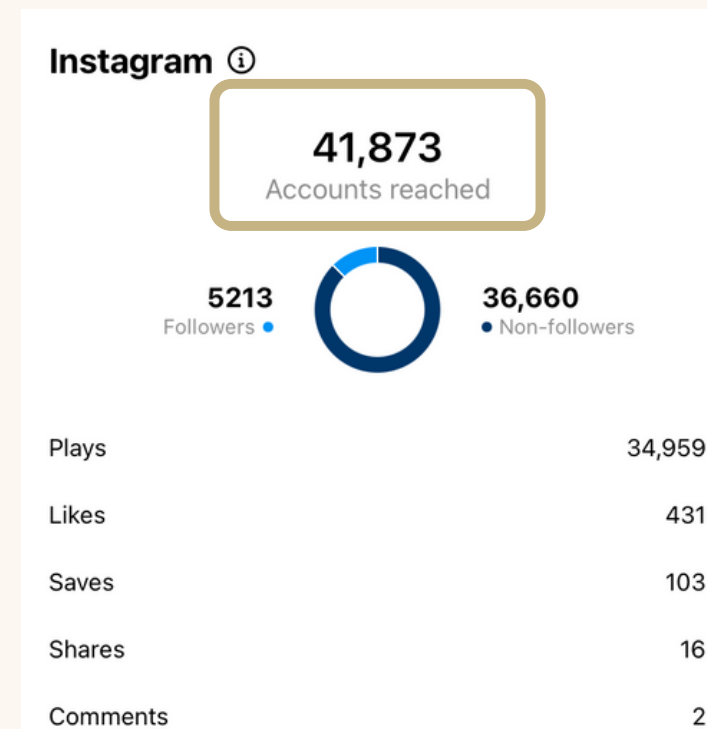 Instagram
41,873
Accounts reached
5213
Followers
36,660
Non-followers
Plays 34,959
Likes 431
Saves 103
Shares 16
Comments 2